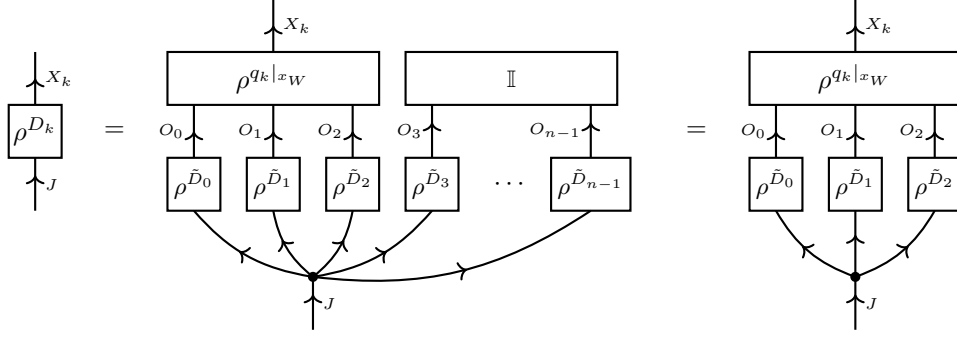 X_k X_k X_k
ρ^{D_k} = ρ^{q_k|_{x_W}} 𝕀 = ρ^{q_k|_{x_W}}
O_0 O_1 O_2 O_3 O_{n−1} O_0 O_1 O_2
ρ^{D̃_0} ρ^{D̃_1} ρ^{D̃_2} ρ^{D̃_3} ⋯ ρ^{D̃_{n−1}} ρ^{D̃_0} ρ^{D̃_1} ρ^{D̃_2}
J J J